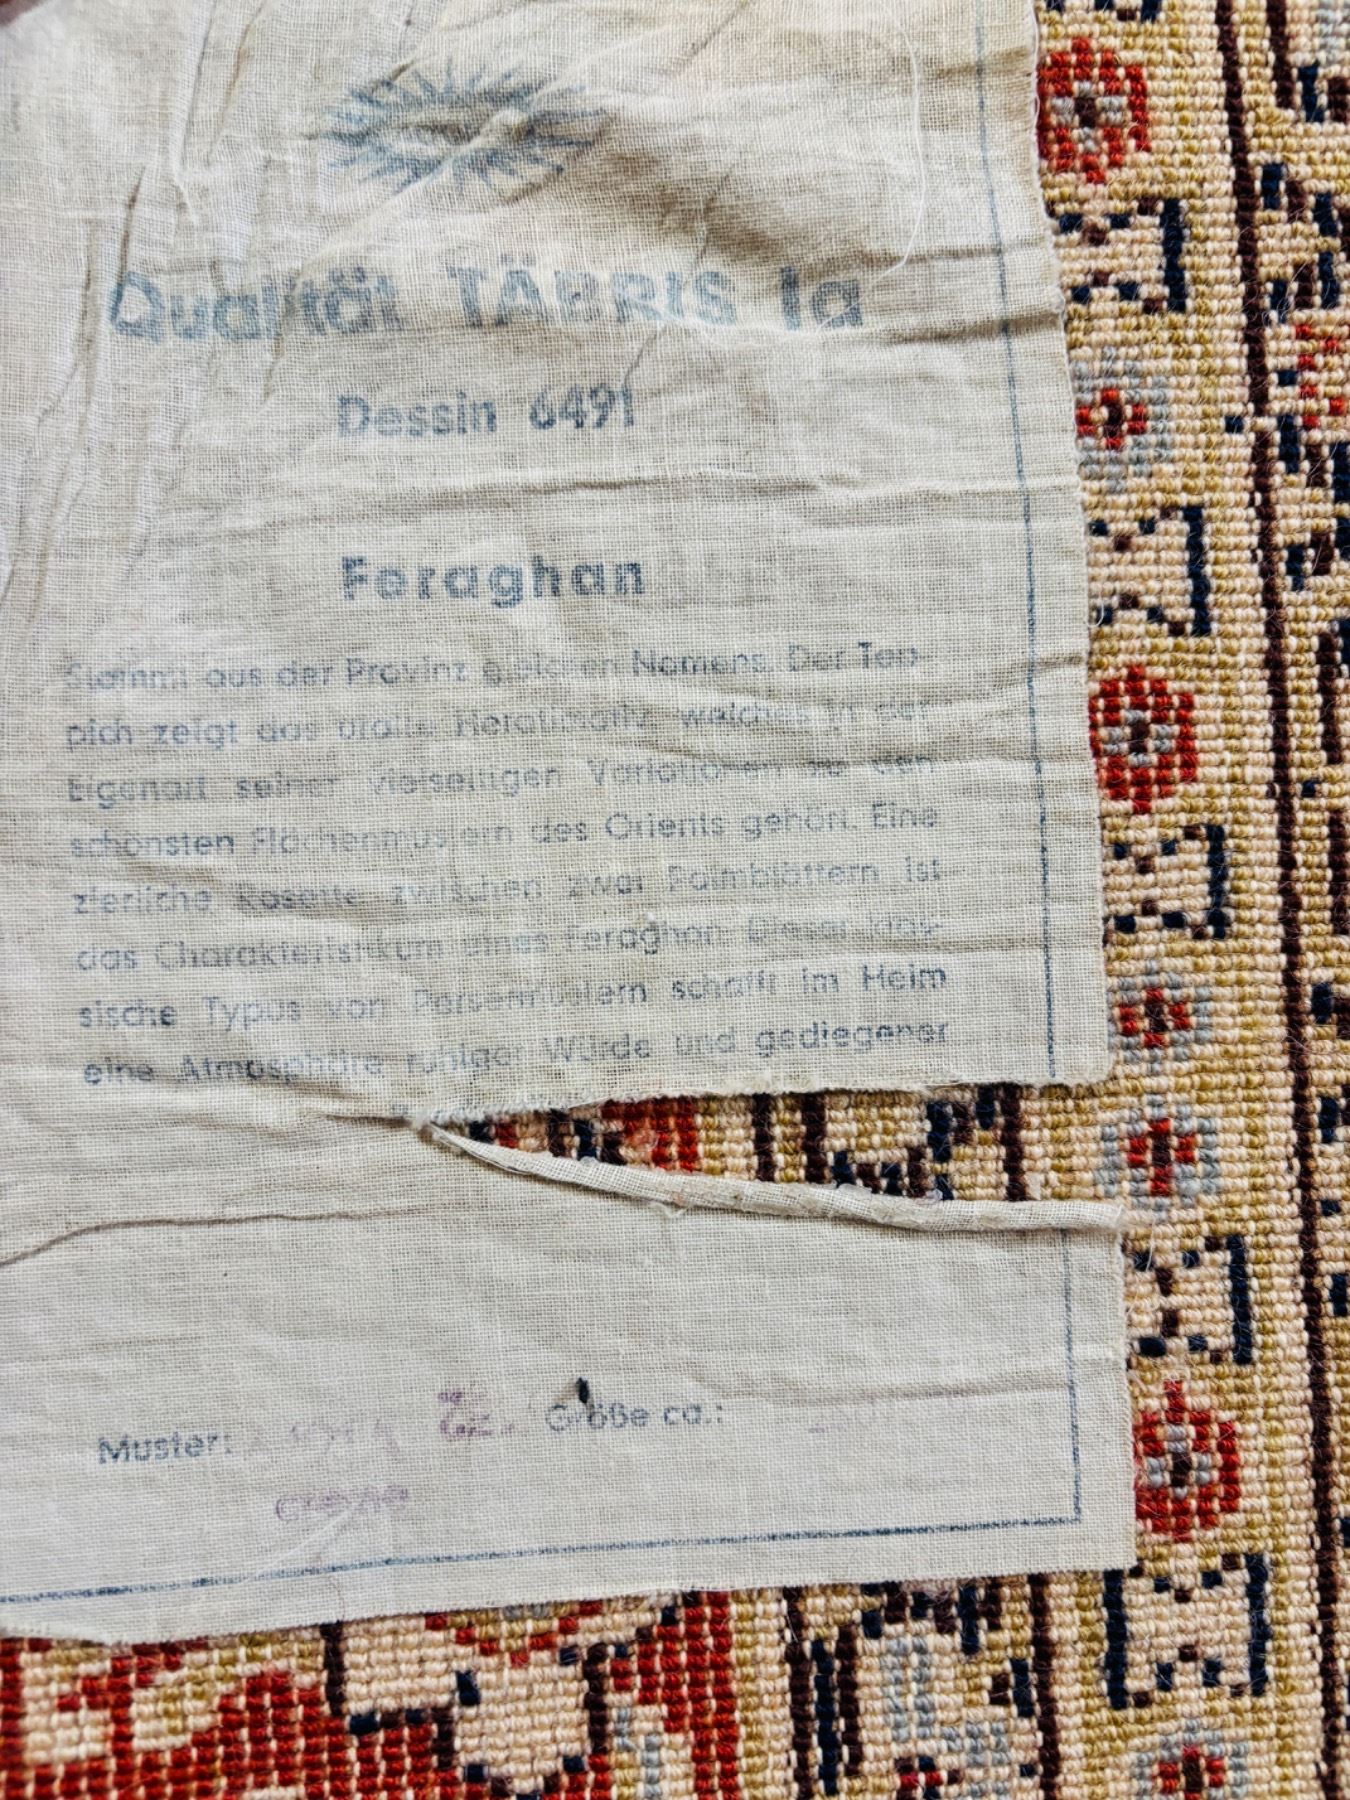 Qualität TÄBRIS Ia
Dessin 6491
Feraghan
Stammt aus der Provinz gleichen Namens. Der Tep-
pich zeigt das uralte Heratimotiv, welches in der
Eigenart seiner vielseitigen Variationen zu den
schönsten Flächenmustern des Orients gehört. Eine
zierliche Rosette zwischen zwei Palmblättern ist
das Charakteristikum eines Feraghan. Dieser klas-
sische Typus von Persermustern schafft im Heim
eine Atmosphäre ruhiger Würde und gediegener
Muster: Größe ca.: